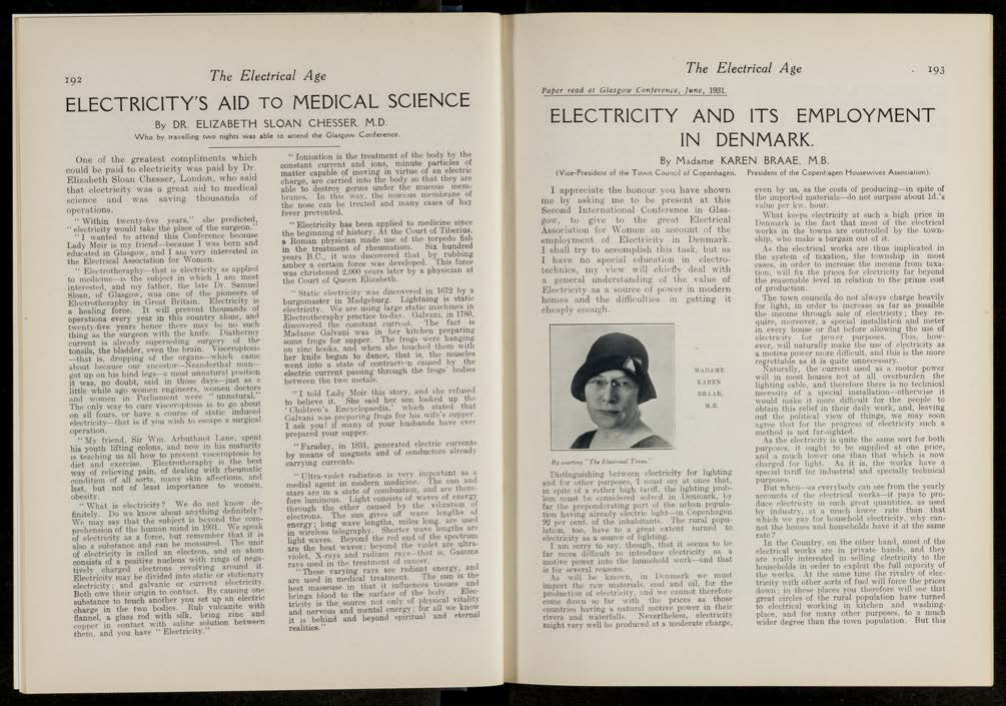 192
The Electrical Age
ELECTRICITY'S AID TO MEDICAL SCIENCE
By DR. ELIZABETH SLOAN CHESSER, M.D.
Who by travelling two nights was able to attend the Glasgow Conference.
One of the greatest compliments which
could be paid to electricity was paid by Dr.
Elizabeth Sloan Chesser, London, who said
that electricity was a great aid to medical
science and was saving thousands of
operations.
"Within twenty-five years," she predicted,
"electricity would take the place of the surgeon."
"I wanted to attend this Conference because
Lady Moir is my friend—because I was born and
educated in Glasgow, and I am very interested in
the Electrical Association for Women.
"Electrotherapy—that is electricity as applied
to medicine—is the subject in which I am most
interested, and my father, the late Dr. Samuel
Sloan, of Glasgow, was one of the pioneers of
Electrotherapy in Great Britain. Electricity is
a healing force. It will prevent thousands of
operations every year in this country alone, and
twenty-five years hence there may be no such
thing as the surgeon with the knife. Diathermy
current is already superseding surgery of the
tonsils, the bladder, even the brain. Visceroptosis
—that is, dropping of the organs—which came
about because our ancestor—Neanderthal man—
got up on his hind legs—a most unnatural position
it was, no doubt, said in those days—just as a
little while ago women engineers, women doctors
and women in Parliament were "unnatural."
The only way to cure visceroptosis is to go about
on all fours, or have a course of static induced
electricity—that is if you wish to escape a surgical
operation.
"My friend, Sir Wm. Arbuthnot Lane, spent
his youth lifting colons, and now in his maturity
is teaching us all how to prevent visceroptosis by
diet and exercise. Electrotherapy is the best
way of relieving pain, of dealing with rheumatic
condition of all sorts, many skin affections, and
last, but not least importance to women,
obesity.
"What is electricity? We do not know de-
finitely. Do we know about anything definitely?
We may say that the subject is beyond the com-
prehension of the human mind in 1931. We speak
of electricity as a force, but remember that it is
also a substance and can be measured. The unit
of electricity is called an electron, and an atom
consists of a positive nucleus with rings of nega-
tively charged electrons revolving around it.
Electricity may be divided into static or stationary
electricity; and galvanic or current electricity.
Both owe their origin to contact. By causing one
substance to touch another you set up an electric
charge in the two bodies. Rub vulcanite with
flannel, a glass rod with silk, bring zinc and
copper in contact with saline solution between
them, and you have "Electricity."
"Ionisation is the treatment of the body by the
constant current and ions, minute particles of
matter capable of moving in virtue of an electric
charge, are carried into the body so that they are
able to destroy germs under the mucous mem-
branes. In this way, the mucous membrane of
the nose can be treated and many cases of hay
fever prevented.
"Electricity has been applied to medicine since
the beginning of history. At the Court of Tiberius,
a Roman physician made use of the torpedo fish
in the treatment of rheumatism. Six hundred
years B.C., it was discovered that by rubbing
amber a certain force was developed. This force
was christened 2,000 years later by a physician at
the Court of Queen Elizabeth.
"Static electricity was discovered in 1672 by a
burgomaster in Madgeburg. Lightning is static
electricity. We are using large static machines in
Electrotherapy practice to-day. Galvani, in 1780,
discovered the constant current. The fact is
Madame Galvani was in her kitchen preparing
some frogs for supper. The frogs were hanging
on zinc hooks, and when she touched them with
her knife began to dance, that is, the muscles
went into a state of contraction caused by the
electric current passing through the frogs' bodies
between the two metals.
"I told Lady Moir this story, and she refused
to believe it. She said her son looked up the
'Children's Encyclopaedia,' which stated that
Galvani was preparing frogs for his wife's supper.
I ask you! if many of your husbands have ever
prepared your supper.
"Faraday, in 1831, generated electric currents
by means of magnets and of conductors already
carrying currents.
"Ultra-violet radiation is very important as a
medial agent in modern medicine. The sun and
stars are in a state of combustion, and are there-
fore luminous. Light consists of waves of energy
through the ether caused by the vibration of
electrons. The sun gives off wave lengths of
energy; long wave lengths, miles long, are used
in wireless telegraphy. Shorter wave lengths are
light waves. Beyond the red end of the spectrum
are the heat waves; beyond the violet are ultra-
violet, X-rays and radium rays—that is, Gamma
rays used in the treatment of cancer.
"These varying rays are radiant energy, and
are used in medical treatment. The sun is the
best masseuse in that it influences tissues and
brings blood to the surface of the body. Elec-
tricity is the source not only of physical vitality
and nervous and mental energy; for all we know
it is behind and beyond spiritual and eternal
realities."
The Electrical Age
193
Paper read at Glasgow Conference, June, 1931.
ELECTRICITY AND ITS EMPLOYMENT
IN DENMARK.
By Madame KAREN BRAAE, M.B.
(Vice-President of the Town Council of Copenhagen. President of the Copenhagen Housewives Association).
I appreciate the honour you have shown
me by asking me to be present at this
Second International Conference in Glas-
gow, to give to the great Electrical
Association for Women an account of the
employment of Electricity in Denmark.
I shall try to accomplish this task, but as
I have no special education in electro-
technics, my view will chiefly deal with
a general understanding of the value of
Electricity as a source of power in modern
homes and the difficulties in getting it
cheaply enough.
MADAME
KAREN
BRAAE,
M.B.
By courtesy "The Electrical Times."
Distinguishing between electricity for lighting
and for other purposes, I must say at once that,
in spite of a rather high tariff, the lighting prob-
lem must be considered solved in Denmark, by
far the preponderating part of the urban popula-
tion having already electric light—in Copenhagen
92 per cent. of the inhabitants. The rural popu-
lation, too, have to a great extent turned to
electricity as a source of lighting.
I am sorry to say, though, that it seems to be
far more difficult to introduce electricity as a
motive power into the household work—and that
is for several reasons.
As will be known, in Denmark we must
import the raw materials, coal and oil, for the
production of electricity, and we cannot therefore
come down so far with the prices as those
countries having a natural motive power in their
rivers and waterfalls. Nevertheless, electricity
might very well be produced at a moderate charge,
even by us, as the costs of producing—in spite of
the imported materials—do not surpass about 1d.'s
value per kw. hour.
What keeps electricity at such a high price in
Denmark is the fact that most of the electrical
works in the towns are controlled by the town-
ship, who make a bargain out of it.
As the electricity works are thus implicated in
the system of taxation, the township in most
cases, in order to increase the income from taxa-
tion, will fix the prices for electricity far beyond
the reasonable level in relation to the prime cost
of production.
The town councils do not always charge heavily
for light, in order to increase as far as possible
the income through sale of electricity; they re-
quire, moreover, a special installation and meter
in every house or flat before allowing the use of
electricity for power purposes. This, how-
ever, will naturally make the use of electricity as
a motive power more difficult, and this is the more
regrettable as it is quite unnecessary.
Naturally, the current used as a motor power
will in most houses not at all overburden the
lighting cable, and therefore there is no technical
necessity of a special installation—otherwise it
would make it more difficult for the people to
obtain this relief in their daily work, and, leaving
out the political view of things, we may soon
agree that for the progress of electricity such a
method is not far-sighted.
As the electricity is quite the same sort for both
purposes, it ought to be supplied at one price,
and a much lower one than that which is now
charged for light. As it is, the works have a
special tariff for industrial and specially technical
purposes.
But when—as everybody can see from the yearly
accounts of the electrical works—it pays to pro-
duce electricity in such great quantities, as used
by industry, at a much lower rate than that
which we pay for household electricity, why can-
not the homes and households have it at the same
rate?
In the Country, on the other hand, most of the
electrical works are in private hands, and they
are really interested in selling electricity to the
households in order to exploit the full capacity of
the works. At the same time the rivalry of elec-
tricity with other sorts of fuel will force the prices
down; in these places you therefore will see that
great circles of the rural population have turned
to electrical working in kitchen and washing-
place, and for many other purposes, to a much
wider degree than the town population. But this